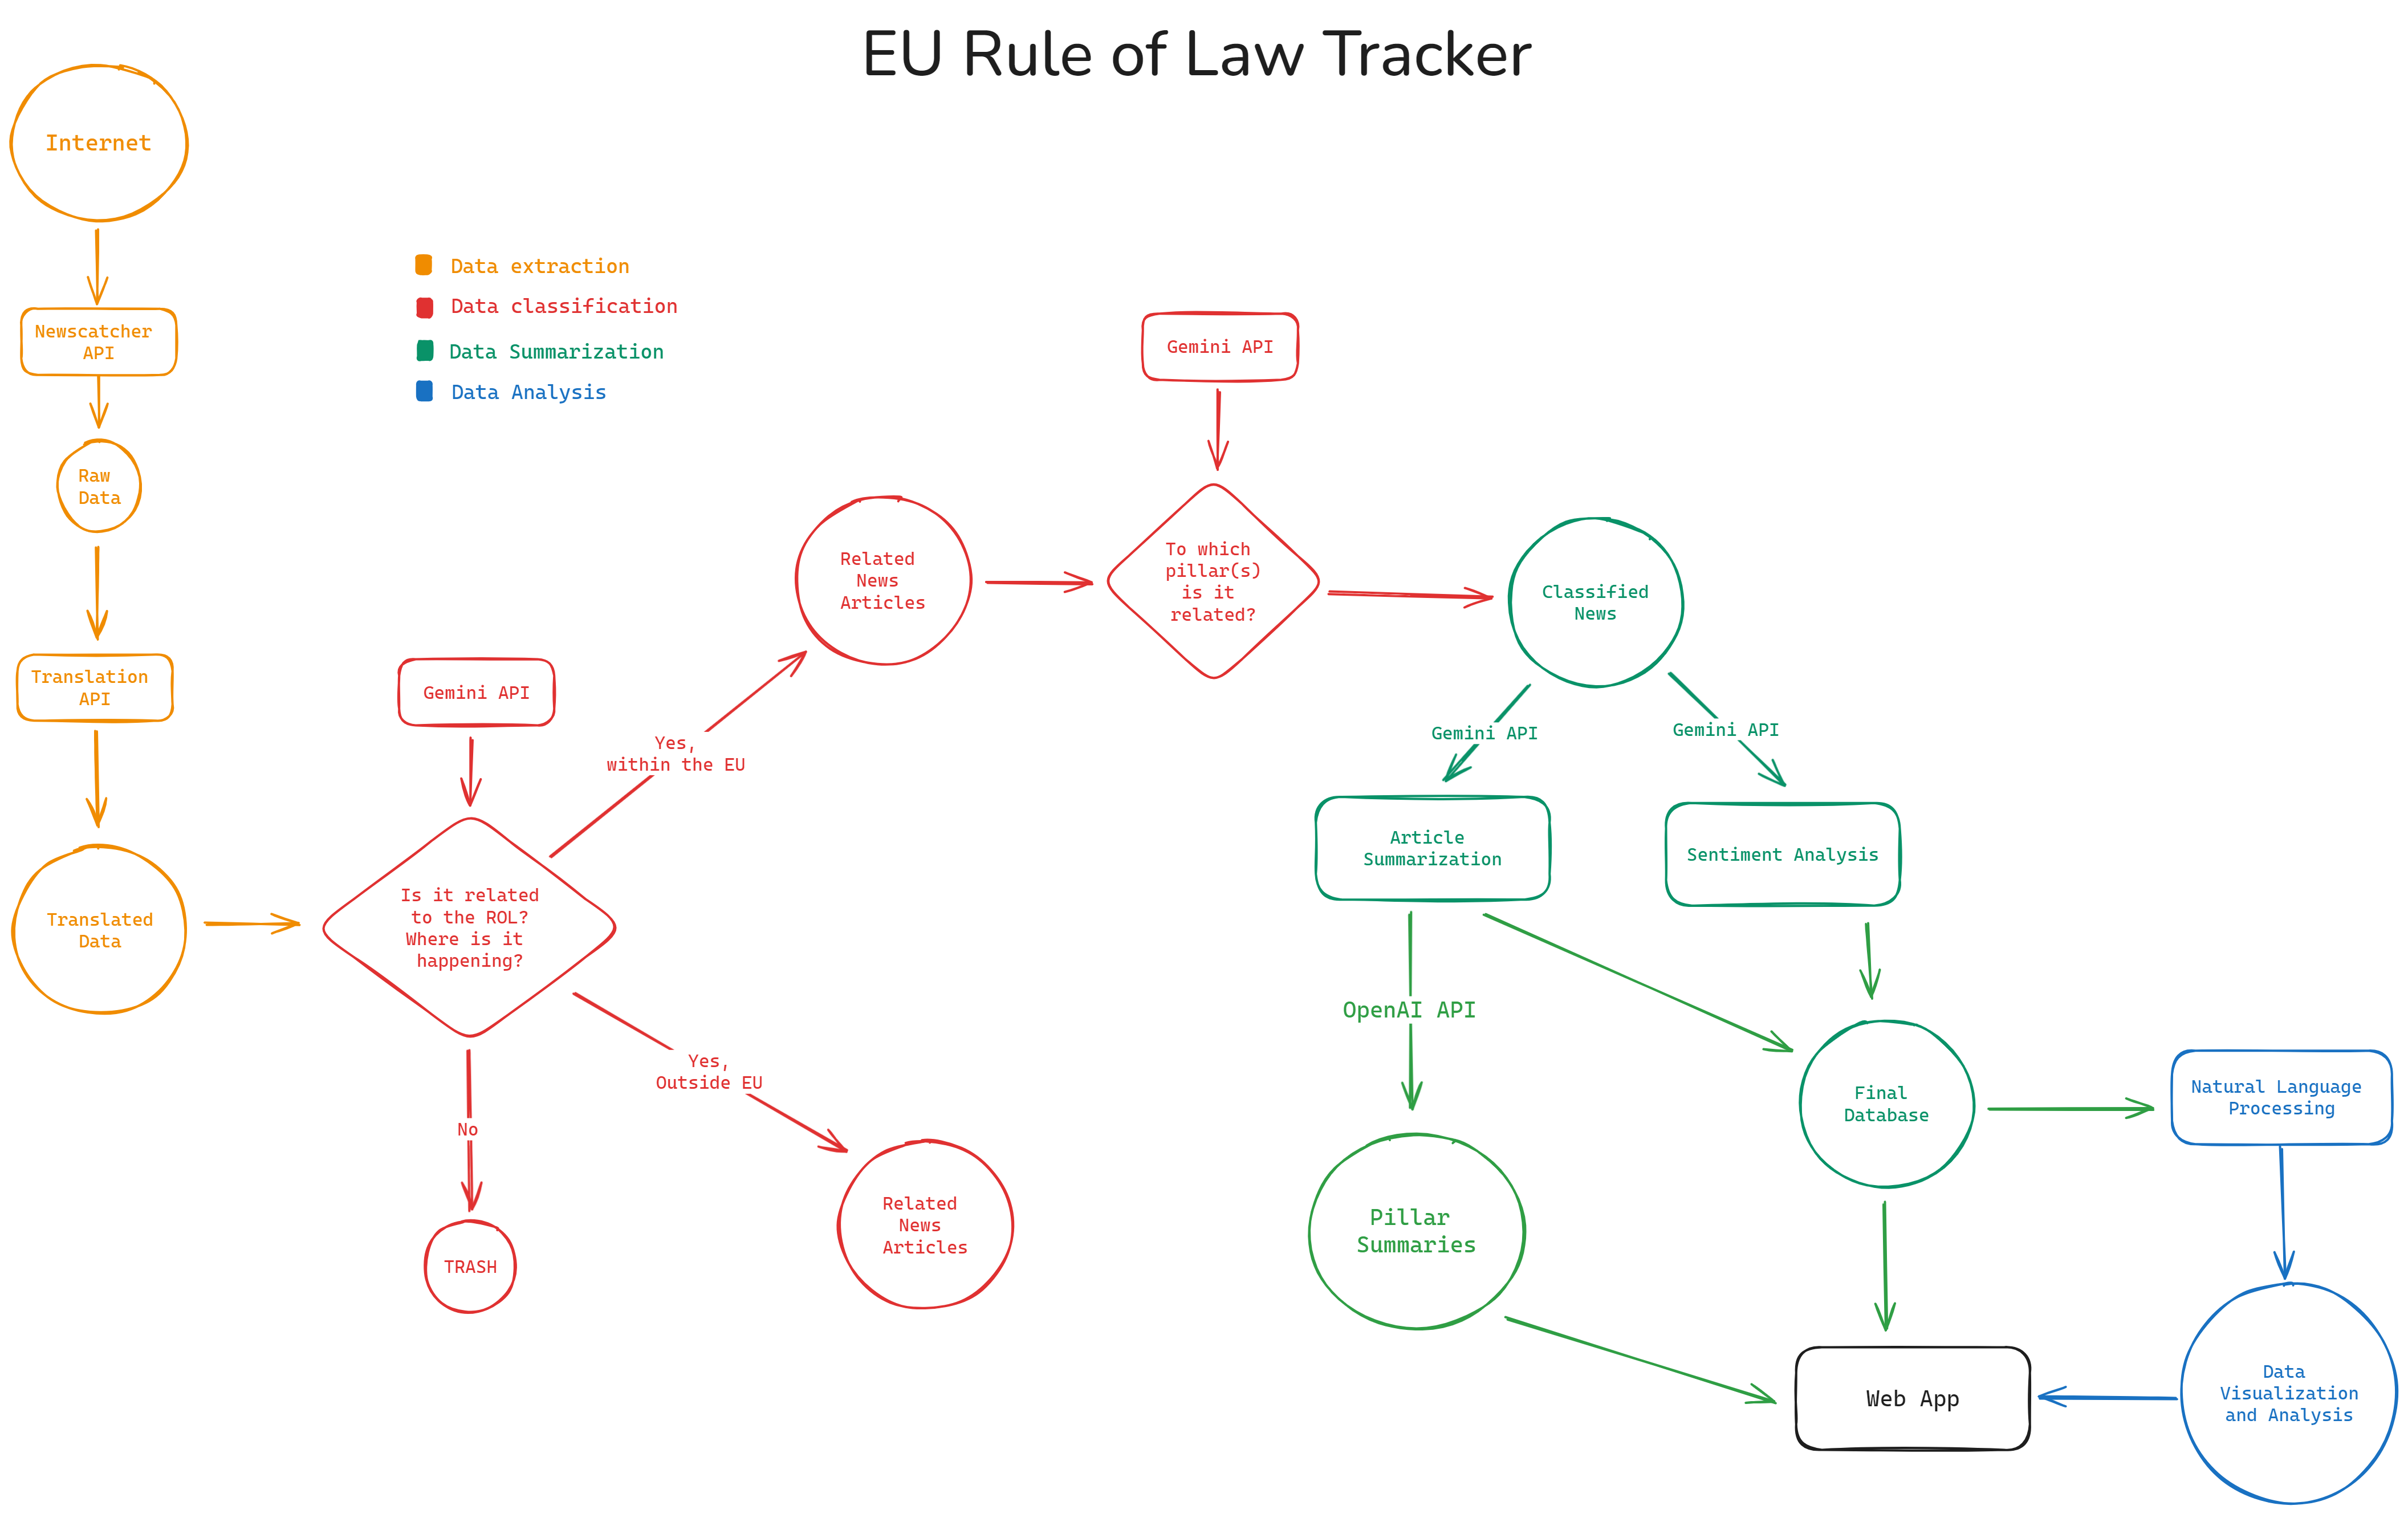 EU Rule of Law Tracker
Internet
Newscatcher
API
Raw
Data
Translation
API
Translated
Data
Data extraction
Data classification
Data Summarization
Data Analysis
Gemini API
Is it related
to the ROL?
Where is it
happening?
Yes,
within the EU
No
TRASH
Yes,
Outside EU
Related
News
Articles
Related
News
Articles
Gemini API
To which
pillar(s)
is it
related?
Classified
News
Gemini API
Gemini API
Article
Summarization
Sentiment Analysis
OpenAI API
Pillar
Summaries
Final
Database
Natural Language
Processing
Data
Visualization
and Analysis
Web App